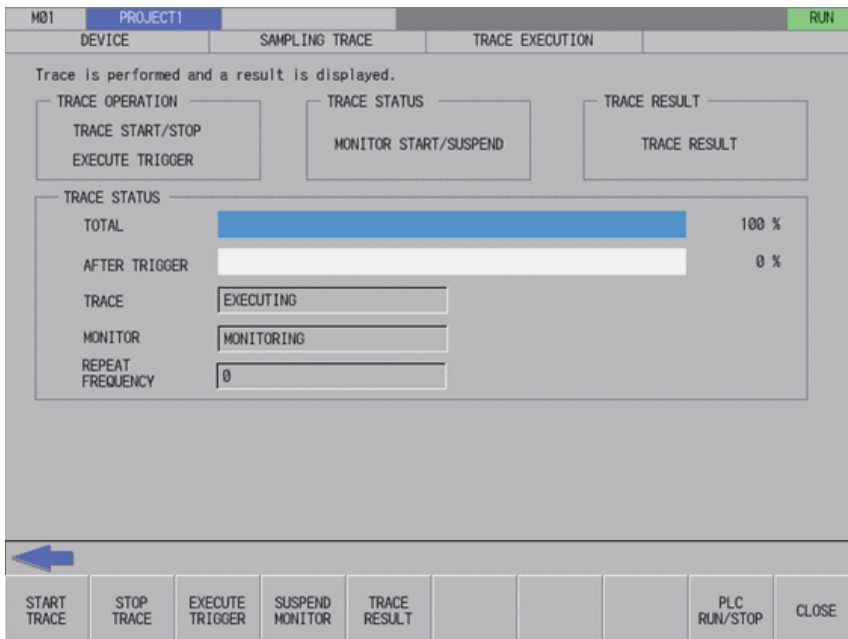 MØ1 PROJECT1 RUN
DEVICE SAMPLING TRACE TRACE EXECUTION
Trace is performed and a result is displayed.
TRACE OPERATION
TRACE START/STOP
EXECUTE TRIGGER
TRACE STATUS
MONITOR START/SUSPEND
TRACE RESULT
TRACE RESULT
TRACE STATUS
TOTAL 100 %
AFTER TRIGGER 0 %
TRACE EXECUTING
MONITOR MONITORING
REPEAT
FREQUENCY 0
START
TRACE
STOP
TRACE
EXECUTE
TRIGGER
SUSPEND
MONITOR
TRACE
RESULT
PLC
RUN/STOP
CLOSE